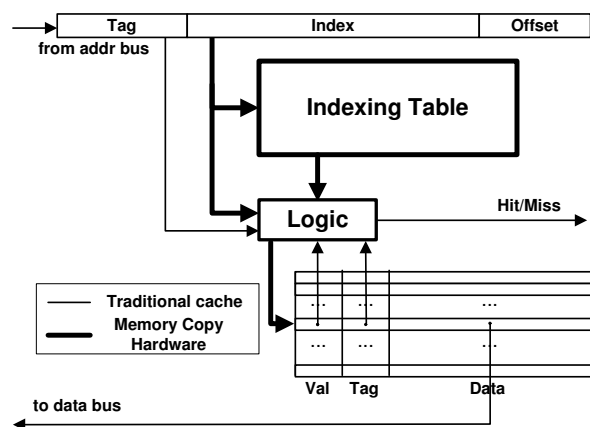 Tag Index Offset
from addr bus
Indexing Table
Logic
Hit/Miss
Traditional cache
Memory Copy
Hardware
... ... ...
... ... ...
Val Tag Data
to data bus